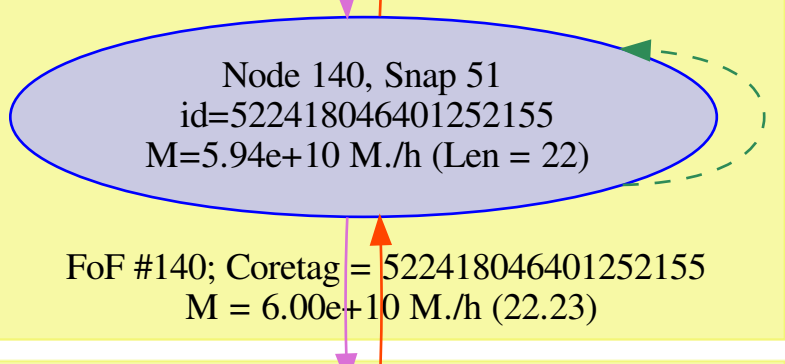 Node 140, Snap 51
id=522418046401252155
M=5.94e+10 M./h (Len = 22)
FoF #140; Coretag = 522418046401252155
M = 6.00e+10 M./h (22.23)